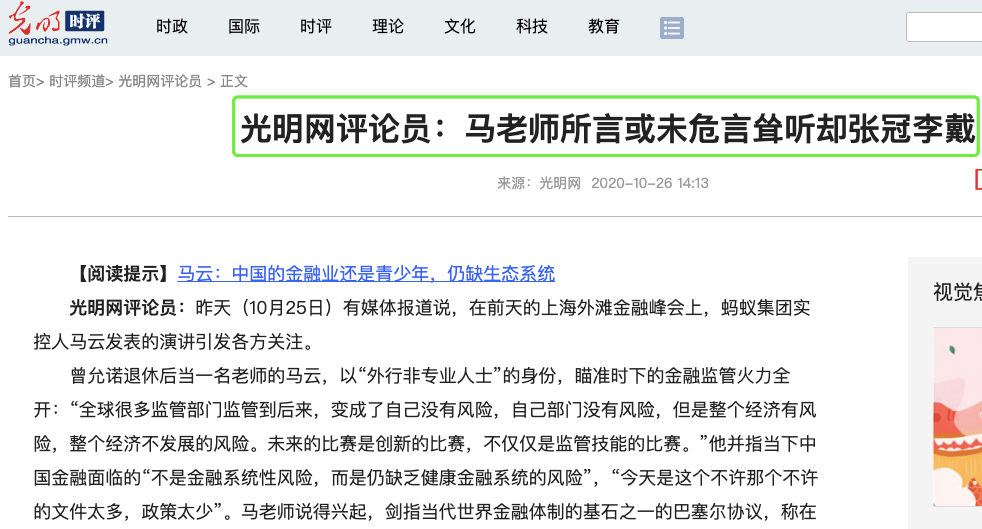 光明 时评
guancha.gmw.cn
时政 国际 时评 理论 文化 科技 教育
首页> 时评频道> 光明网评论员 > 正文
光明网评论员：马老师所言或未危言耸听却张冠李戴
来源：光明网 2020-10-26 14:13
【阅读提示】马云：中国的金融业还是青少年，仍缺生态系统
视觉焦
光明网评论员：昨天（10月25日）有媒体报道说，在前天的上海外滩金融峰会上，蚂蚁集团实
控人马云发表的演讲引发各方关注。
曾允诺退休后当一名老师的马云，以“外行非专业人士”的身份，瞄准时下的金融监管火力全
开：“全球很多监管部门监管到后来，变成了自己没有风险，自己部门没有风险，但是整个经济有风
险，整个经济不发展的风险。未来的比赛是创新的比赛，不仅仅是监管技能的比赛。”他并指当下中
国金融面临的“不是金融系统性风险，而是仍缺乏健康金融系统的风险”，“今天是这个不许那个不许
的文件太多，政策太少”。马老师说得兴起，剑指当代世界金融体制的基石之一的巴塞尔协议，称在